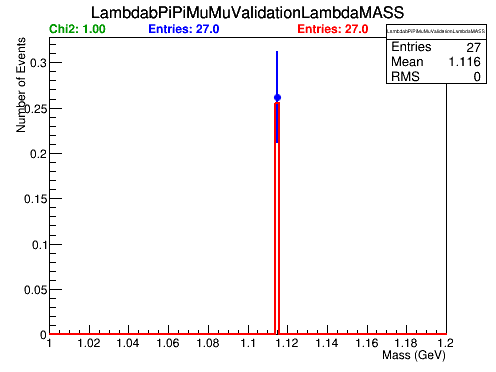 LambdabPiPiMuMuValidationLambdaMASS
Chi2: 1.00 Entries: 27.0 Entries: 27.0
LambdabPiPiMuMuValidationLambdaMASS
Entries 27
Mean 1.116
RMS 0
Number of Events
0.3
0.25
0.2
0.15
0.1
0.05
0
1 1.02 1.04 1.06 1.08 1.10 1.12 1.14 1.16 1.18 1.2
Mass (GeV)